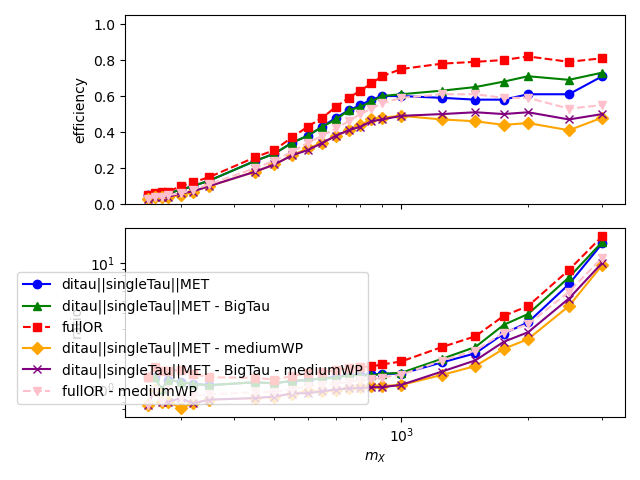 1.0
0.8
0.6
0.4
0.2
0.0
efficiency
10¹
ditau||singleTau||MET
ditau||singleTau||MET - BigTau
fullOR
ditau||singleTau||MET - mediumWP
ditau||singleTau||MET - BigTau - mediumWP
fullOR - mediumWP
10³
m_X